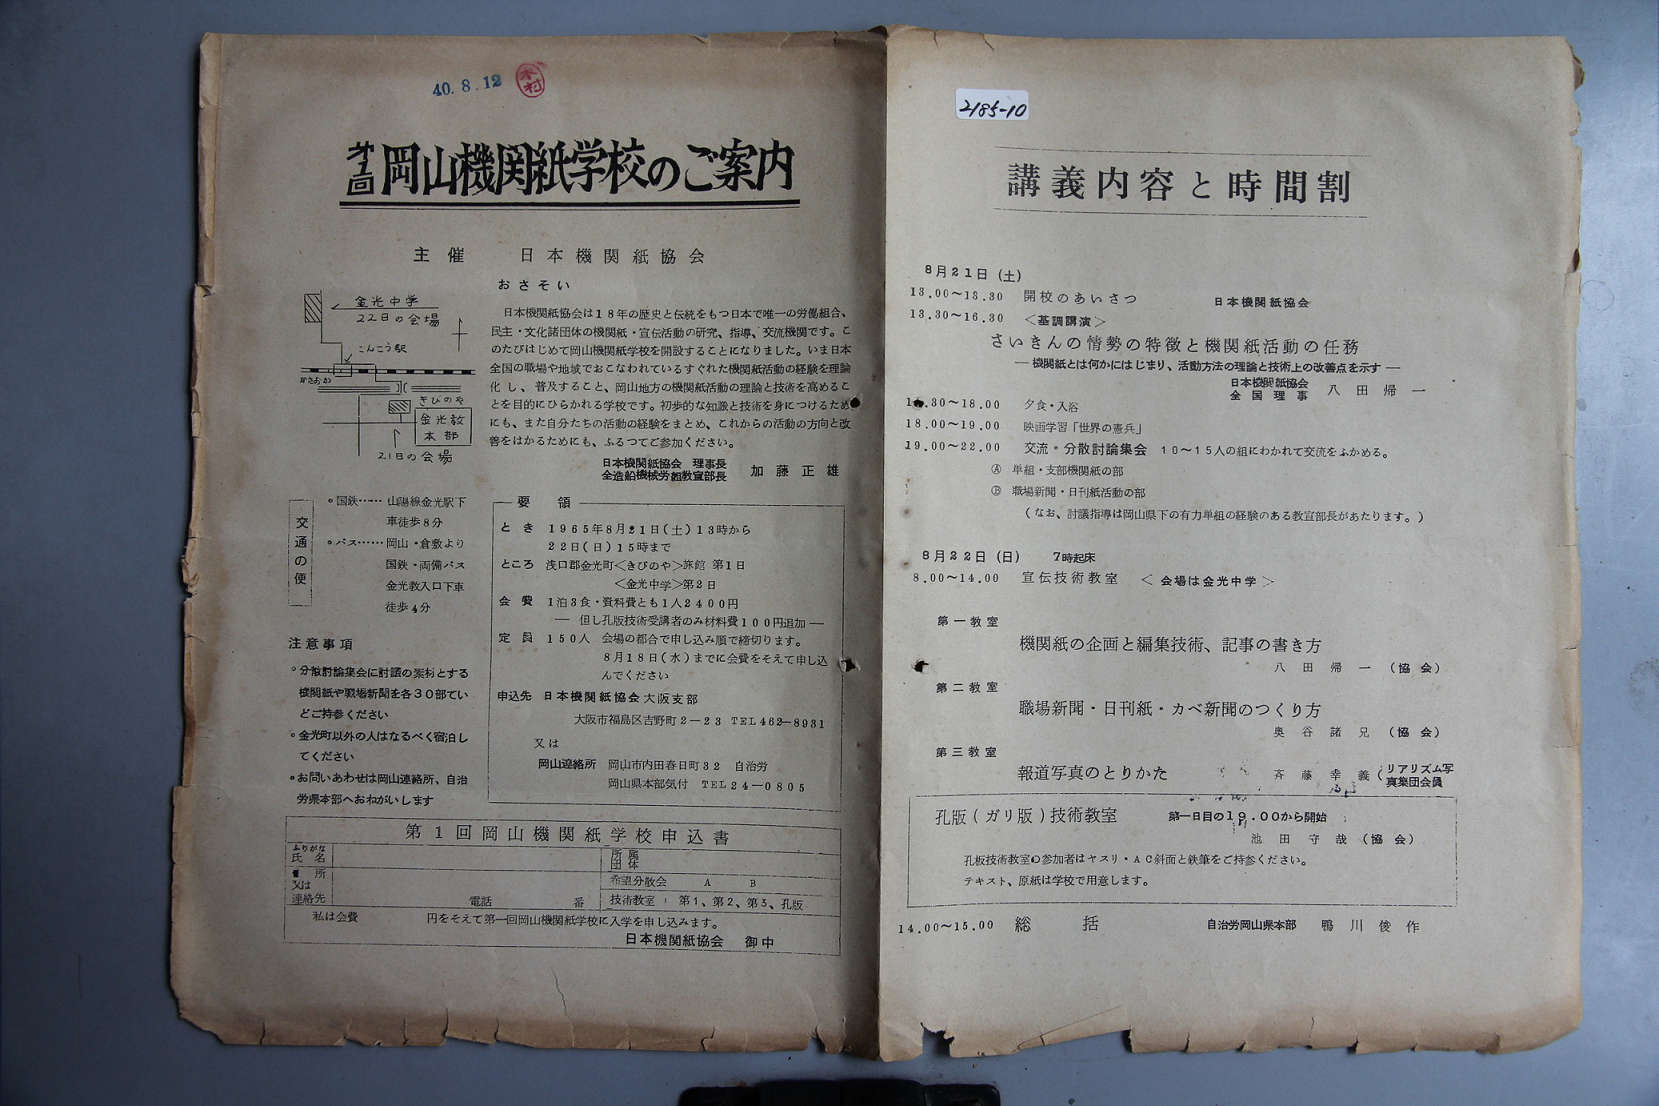 40.8.12
木村
第1回 岡山機関紙学校のご案内
主催 日本機関紙協会
金光中学
22日の会場
こんこう駅
きびのや
金光教
本部
21日の会場
おさそい
日本機関紙協会は18年の歴史と伝統をもつ日本で唯一の労働組合、
民主・文化諸団体の機関紙・宣伝活動の研究、指導、交流機関です。こ
のたびはじめて岡山機関紙学校を開設することになりました。いま日本
全国の職場や地域でおこなわれているすぐれた機関紙活動の経験を理論
化し、普及すること、岡山地方の機関紙活動の理論と技術を高めるこ
とを目的にひらかれる学校です。初歩的な知識と技術を身につけるため
にも、また自分たちの活動の経験をまとめ、これからの活動の方向と改
善をはかるためにも、ふるってご参加ください。
日本機関紙協会 理事長
全造船機械労組教宣部長 加藤正雄
交通の便
○国鉄……山陽線金光駅下
車徒歩8分
○バス……岡山・倉敷より
国鉄・両備バス
金光教入口下車
徒歩4分
注意事項
○分散討論集会に討議の素材とする
機関紙や職場新聞を各30部てい
どご持参ください
○金光町以外の人はなるべく宿泊し
てください
○お問いあわせは岡山連絡所、自治
労県本部へおねがいします
要領
とき 1965年8月21日(土)13時から
22日(日)15時まで
ところ 浅口郡金光町<きびのや>旅館 第1日
<金光中学>第2日
会費 1泊3食・資料費とも1人2400円
― 但し孔版技術受講者のみ材料費100円追加 ―
定員 150人 会場の都合で申し込み順で締切ります。
8月18日(水)までに会費をそえて申し込
んでください
申込先 日本機関紙協会大阪支部
大阪市福島区吉野町2-23 TEL462-8931
又は
岡山連絡所 岡山市内田春日町32 自治労
岡山県本部気付 TEL24-0805
第1回岡山機関紙学校申込書
ふりがな
氏名
所属
団体
住所
又は
連絡先
電話 番
希望分散会 A B
技術教室: 第1、第2、第3、孔版
私は会費 円をそえて第一回岡山機関紙学校に入学を申し込みます。
日本機関紙協会 御中
2185-10
講義内容と時間割
8月21日(土)
13.00~13.30 開校のあいさつ 日本機関紙協会
13.30~16.30 <基調講演>
さいきんの情勢の特徴と機関紙活動の任務
― 機関紙とは何かにはじまり、活動方法の理論と技術上の改善点を示す ―
日本機関紙協会
全国理事 八田帰一
16.30~18.00 夕食・入浴
18.00~19.00 映画学習「世界の憲兵」
19.00~22.00 交流・分散討論集会 10~15人の組にわかれて交流をふかめる。
Ⓐ 単組・支部機関紙の部
Ⓑ 職場新聞・日刊紙活動の部
(なお、討議指導は岡山県下の有力単組の経験のある教宣部長があたります。)
8月22日(日) 7時起床
8.00~14.00 宣伝技術教室 <会場は金光中学>
第一教室
機関紙の企画と編集技術、記事の書き方
八田帰一(協会)
第二教室
職場新聞・日刊紙・カベ新聞のつくり方
奥谷諸兄(協会)
第三教室
報道写真のとりかた
斉藤幸義(リアリズム写
真集団会員
孔版(ガリ版)技術教室 第一日目の19.00から開始
池田守哉(協会)
孔板技術教室の参加者はヤスリ・AC斜面と鉄筆をご持参ください。
テキスト、原紙は学校で用意します。
14.00~15.00 総括 自治労岡山県本部 鴨川俊作